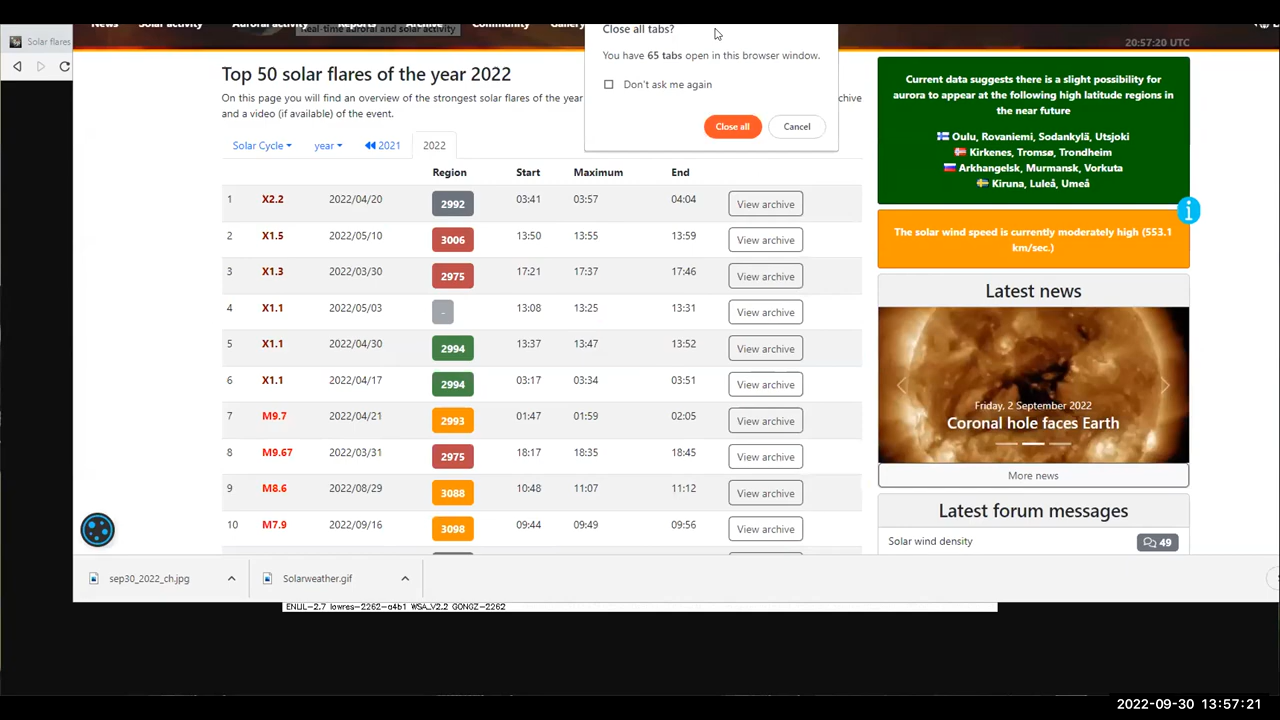 News Solar activity Auroral activity Reports Archive Community Gallery
Real-time auroral and solar activity
Solar flares
20:57:20 UTC
Close all tabs?
You have 65 tabs open in this browser window.
Don't ask me again
Close all Cancel
Top 50 solar flares of the year 2022
On this page you will find an overview of the strongest solar flares of the year
archive
and a video (if available) of the event.
Solar Cycle year 2021 2022
Region Start Maximum End
1 X2.2 2022/04/20 2992 03:41 03:57 04:04 View archive
2 X1.5 2022/05/10 3006 13:50 13:55 13:59 View archive
3 X1.3 2022/03/30 2975 17:21 17:37 17:46 View archive
4 X1.1 2022/05/03 - 13:08 13:25 13:31 View archive
5 X1.1 2022/04/30 2994 13:37 13:47 13:52 View archive
6 X1.1 2022/04/17 2994 03:17 03:34 03:51 View archive
7 M9.7 2022/04/21 2993 01:47 01:59 02:05 View archive
8 M9.67 2022/03/31 2975 18:17 18:35 18:45 View archive
9 M8.6 2022/08/29 3088 10:48 11:07 11:12 View archive
10 M7.9 2022/09/16 3098 09:44 09:49 09:56 View archive
Current data suggests there is a slight possibility for
aurora to appear at the following high latitude regions in
the near future
Oulu, Rovaniemi, Sodankylä, Utsjoki
Kirkenes, Tromsø, Trondheim
Arkhangelsk, Murmansk, Vorkuta
Kiruna, Luleå, Umeå
i
The solar wind speed is currently moderately high (553.1
km/sec.)
Latest news
Friday, 2 September 2022
Coronal hole faces Earth
More news
Latest forum messages
Solar wind density 49
sep30_2022_ch.jpg Solarweather.gif
ENLIL-2.7 lowres-2262-a4b1 WSA_V2.2 GONGZ-2262
2022-09-30 13:57:21